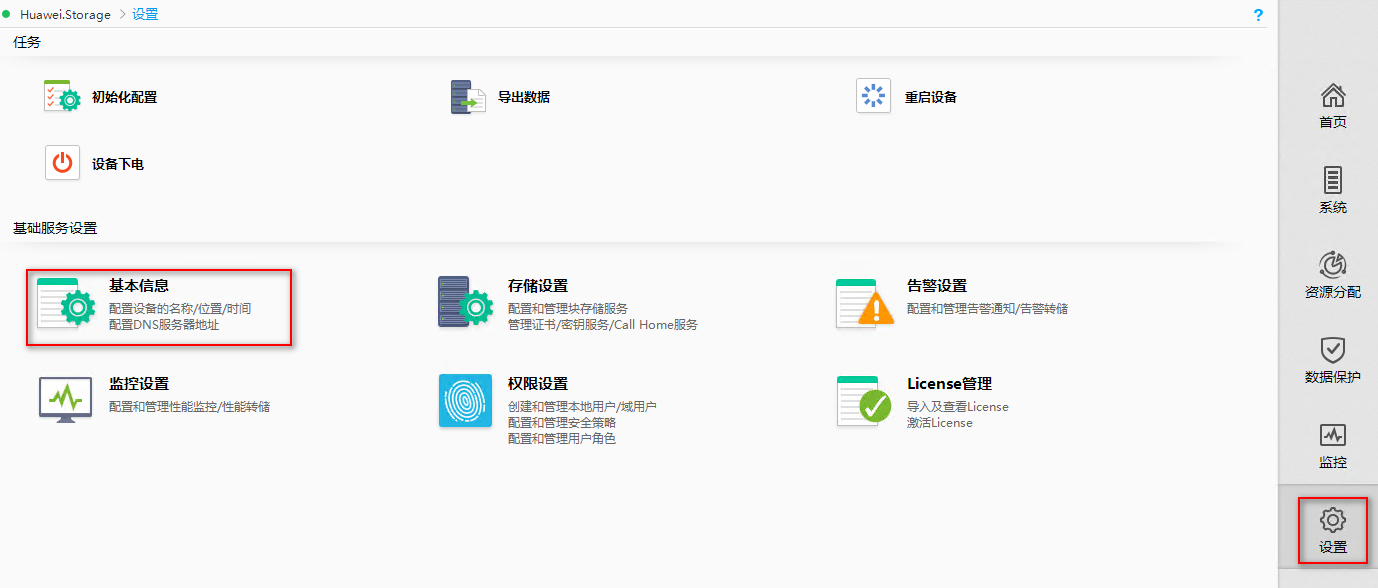 Huawei.Storage > 设置
?
任务
初始化配置
导出数据
重启设备
设备下电
基础服务设置
基本信息
配置设备的名称/位置/时间
配置DNS服务器地址
存储设置
配置和管理块存储服务
管理证书/密钥服务/Call Home服务
告警设置
配置和管理告警通知/告警转储
监控设置
配置和管理性能监控/性能转储
权限设置
创建和管理本地用户/域用户
配置和管理安全策略
配置和管理用户角色
License管理
导入及查看License
激活License
首页
系统
资源分配
数据保护
监控
设置